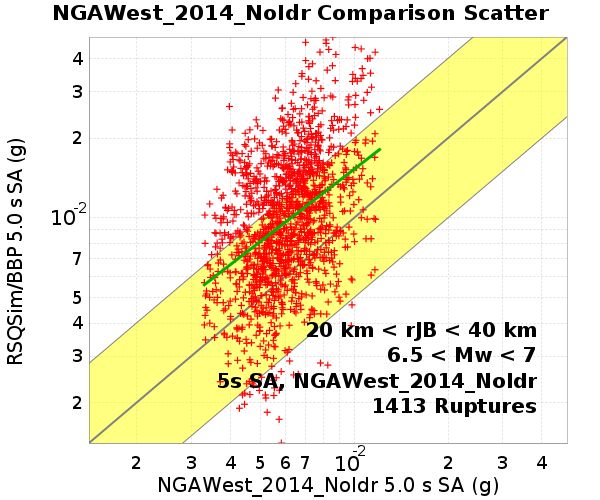 NGAWest_2014_NoIdr Comparison Scatter
RSQSim/BBP 5.0 s SA (g)
4
3
2
10^-2
7
5
4
3
2
20 km < rJB < 40 km
6.5 < Mw < 7
5s SA, NGAWest_2014_NoIdr
1413 Ruptures
2 3 4 5 6 7 10^-2 2 3 4
NGAWest_2014_NoIdr 5.0 s SA (g)